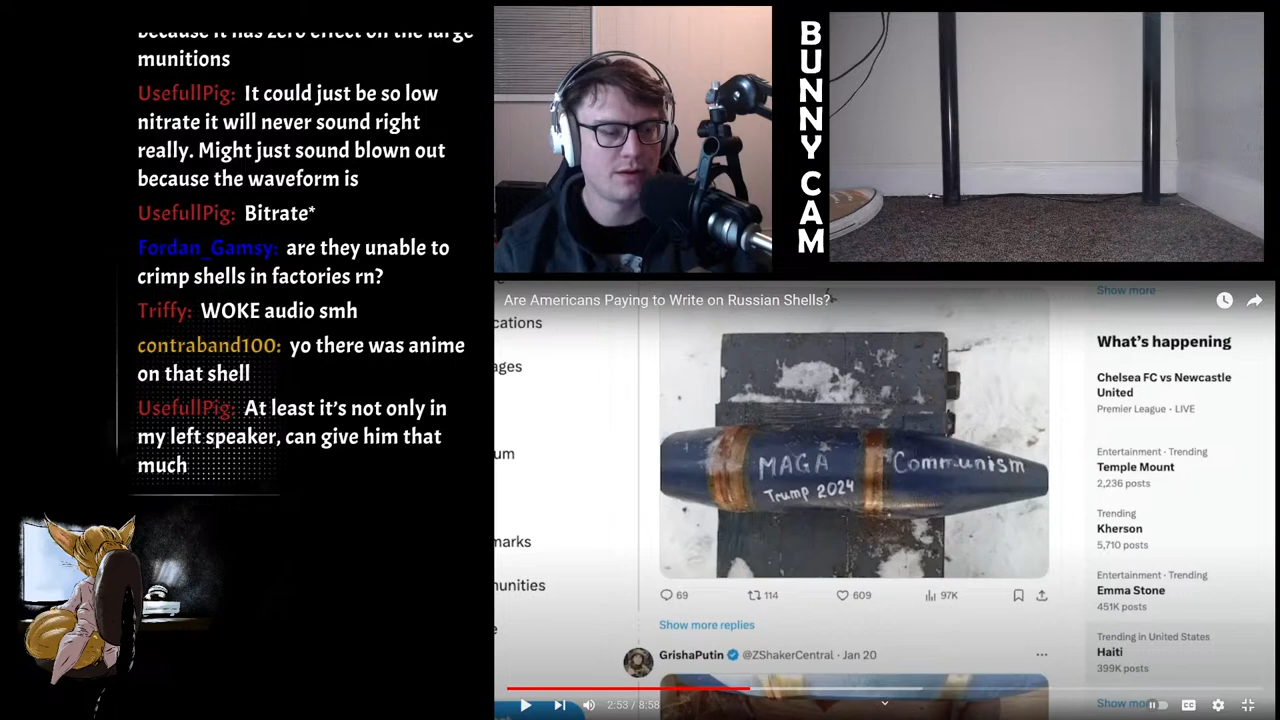 because it has zero effect on the large
munitions
UsefullPig: It could just be so low
nitrate it will never sound right
really. Might just sound blown out
because the waveform is
UsefullPig: Bitrate*
Fordan_Gamsy: are they unable to
crimp shells in factories rn?
Triffy: WOKE audio smh
contraband100: yo there was anime
on that shell
UsefullPig: At least it's not only in
my left speaker, can give him that
much
BUNNY CAM
Are Americans Paying to Write on Russian Shells?
cations
ages
um
marks
munities
e
MAGA
Trump 2024
Communism
69
114
609
97K
Show more replies
GrishaPutin @ZShakerCentral · Jan 20
Show more
What's happening
Chelsea FC vs Newcastle
United
Premier League · LIVE
Entertainment · Trending
Temple Mount
2,236 posts
Trending
Kherson
5,710 posts
Entertainment · Trending
Emma Stone
451K posts
Trending in United States
Haiti
399K posts
Show mo
2:53 / 8:58
CC